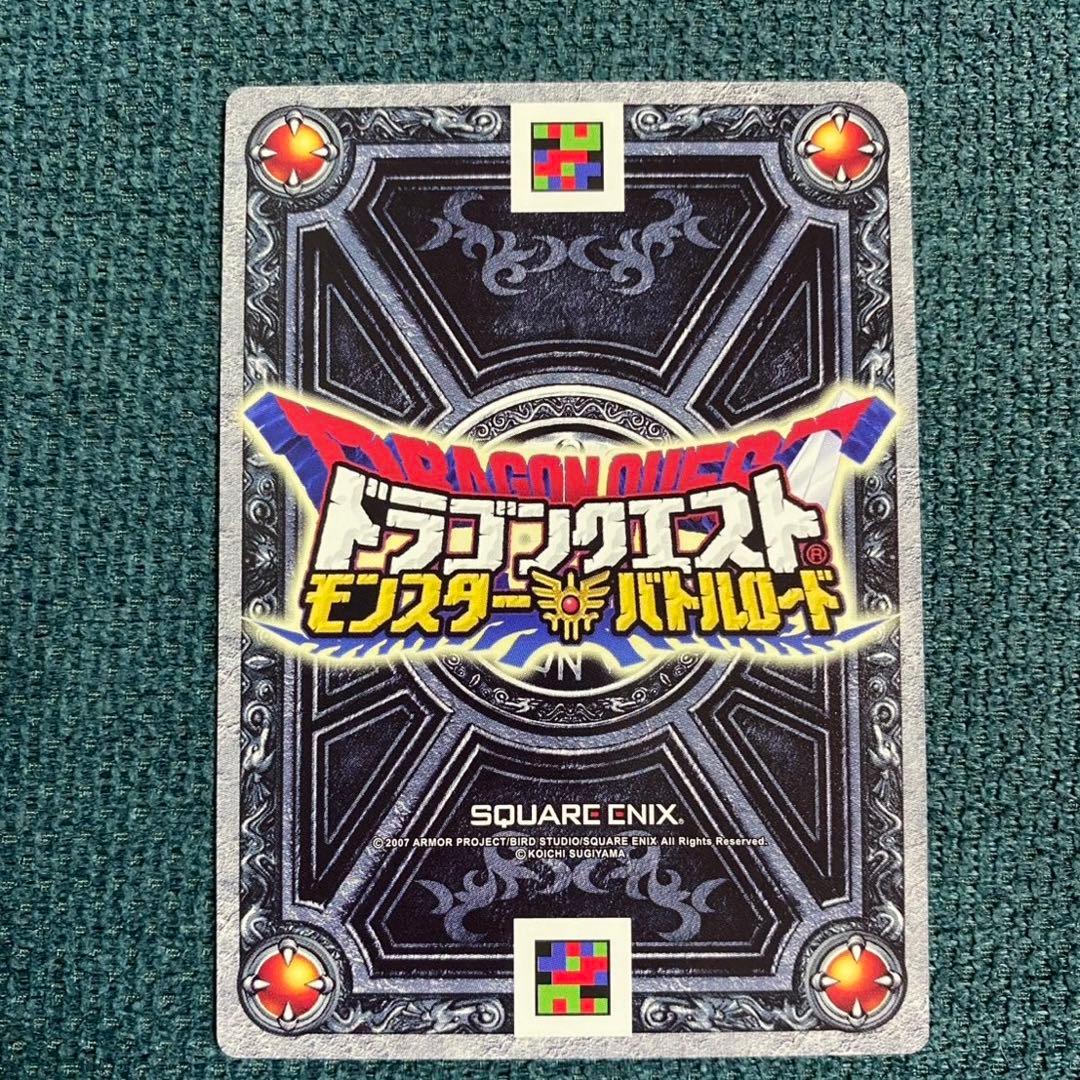 DRAGON QUEST
ドラゴンクエスト®
モンスターバトルロード
SQUARE ENIX®
©2007 ARMOR PROJECT/BIRD STUDIO/SQUARE ENIX All Rights Reserved.
©KOICHI SUGIYAMA